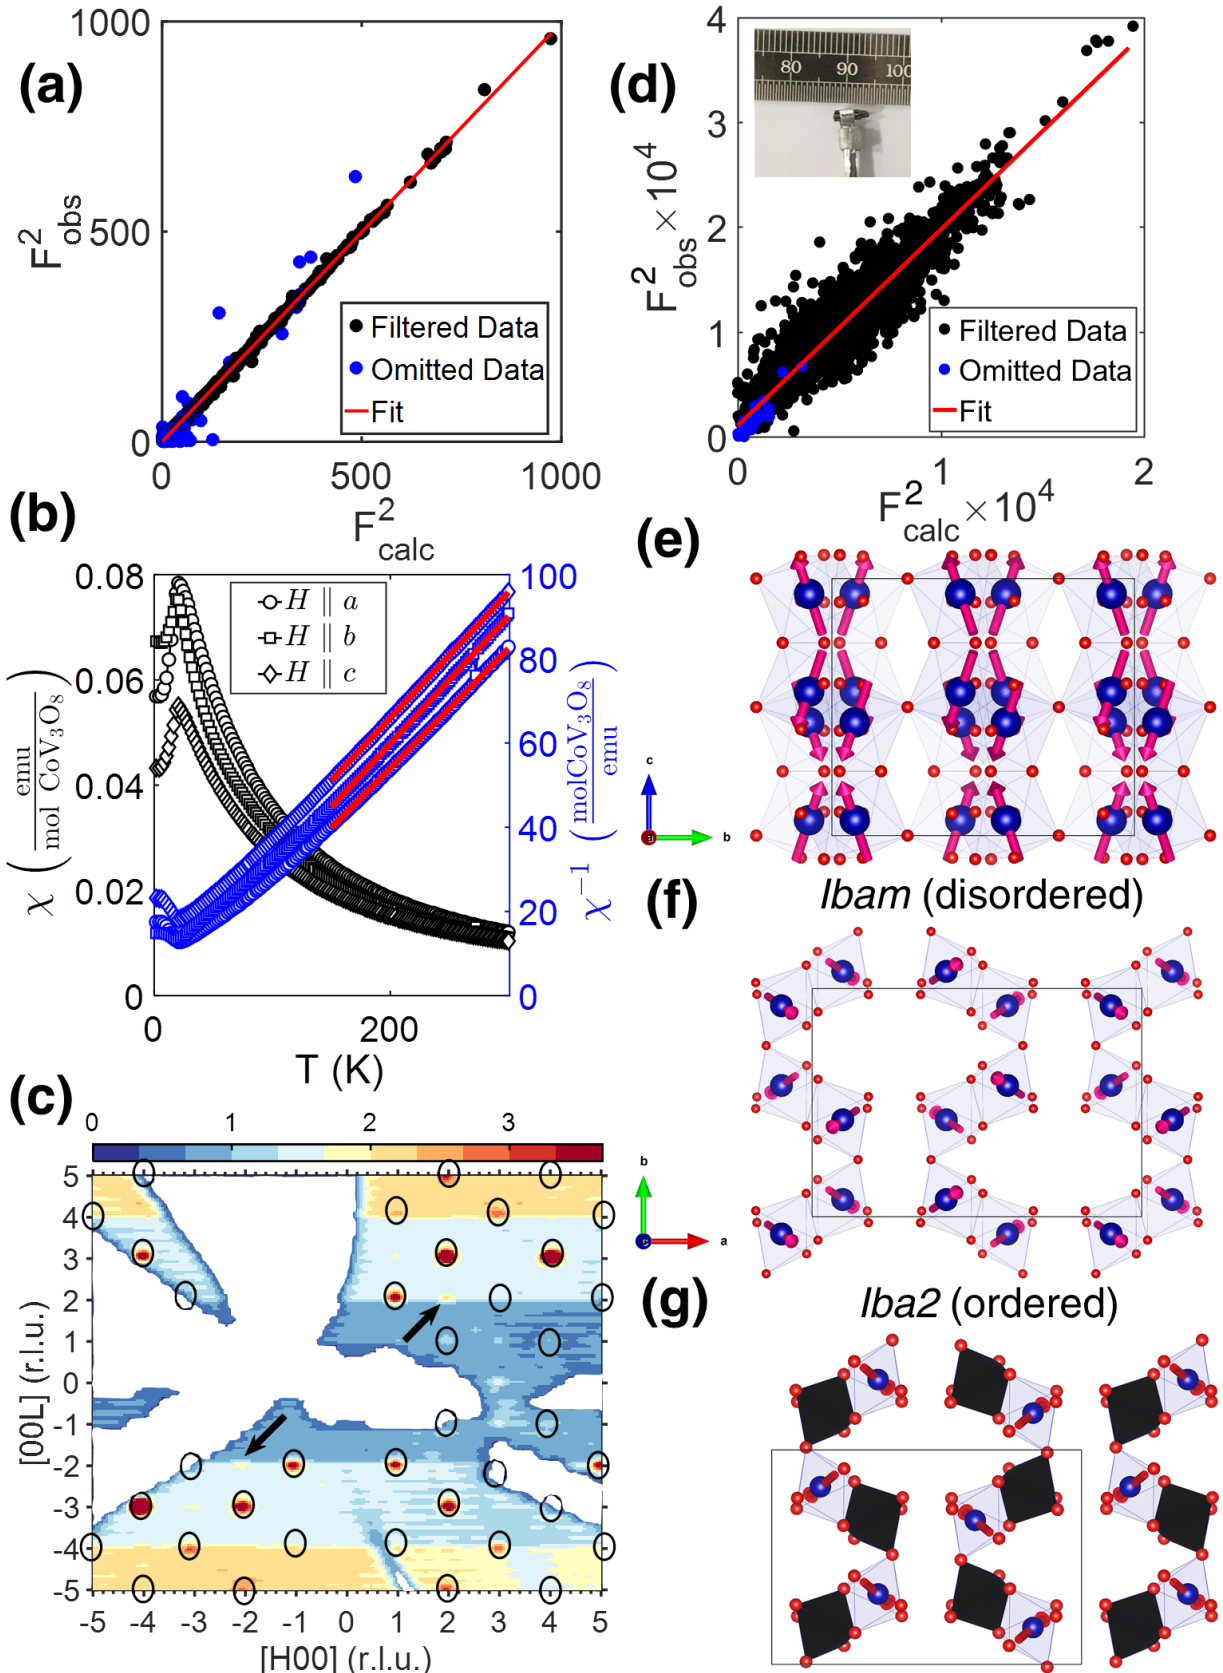 (a)
1000
500
0
F²obs
Filtered Data
Omitted Data
Fit
0
500
1000
F²calc
(d)
4
3
2
1
0
F²obs × 10⁴
80
90
100
Filtered Data
Omitted Data
Fit
0
1
2
F²calc × 10⁴
(b)
0.08
0.06
0.04
0.02
0
χ (emu / mol CoV₃O₈)
H ∥ a
H ∥ b
H ∥ c
100
80
60
40
20
0
χ⁻¹ (molCoV₃O₈ / emu)
0
200
T (K)
(e)
c
a
b
(f)
Ibam (disordered)
b
c
a
(c)
0
1
2
3
5
4
3
2
1
0
-1
-2
-3
-4
-5
[00L] (r.l.u.)
-5
-4
-3
-2
-1
0
1
2
3
4
5
[H00] (r.l.u.)
(g)
Iba2 (ordered)